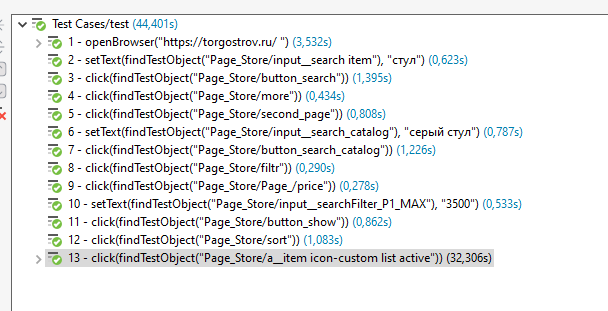 Test Cases/test (44,401s)
1 - openBrowser("https://torgostrov.ru/ ") (3,532s)
2 - setText(findTestObject("Page_Store/input__search item"), "стул") (0,623s)
3 - click(findTestObject("Page_Store/button_search")) (1,395s)
4 - click(findTestObject("Page_Store/more")) (0,434s)
5 - click(findTestObject("Page_Store/second_page")) (0,808s)
6 - setText(findTestObject("Page_Store/input__search_catalog"), "серый стул") (0,787s)
7 - click(findTestObject("Page_Store/button_search_catalog")) (1,226s)
8 - click(findTestObject("Page_Store/filtr")) (0,290s)
9 - click(findTestObject("Page_Store/Page_/price")) (0,278s)
10 - setText(findTestObject("Page_Store/input__searchFilter_P1_MAX"), "3500") (0,533s)
11 - click(findTestObject("Page_Store/button_show")) (0,862s)
12 - click(findTestObject("Page_Store/sort")) (1,083s)
13 - click(findTestObject("Page_Store/a__item icon-custom list active")) (32,306s)